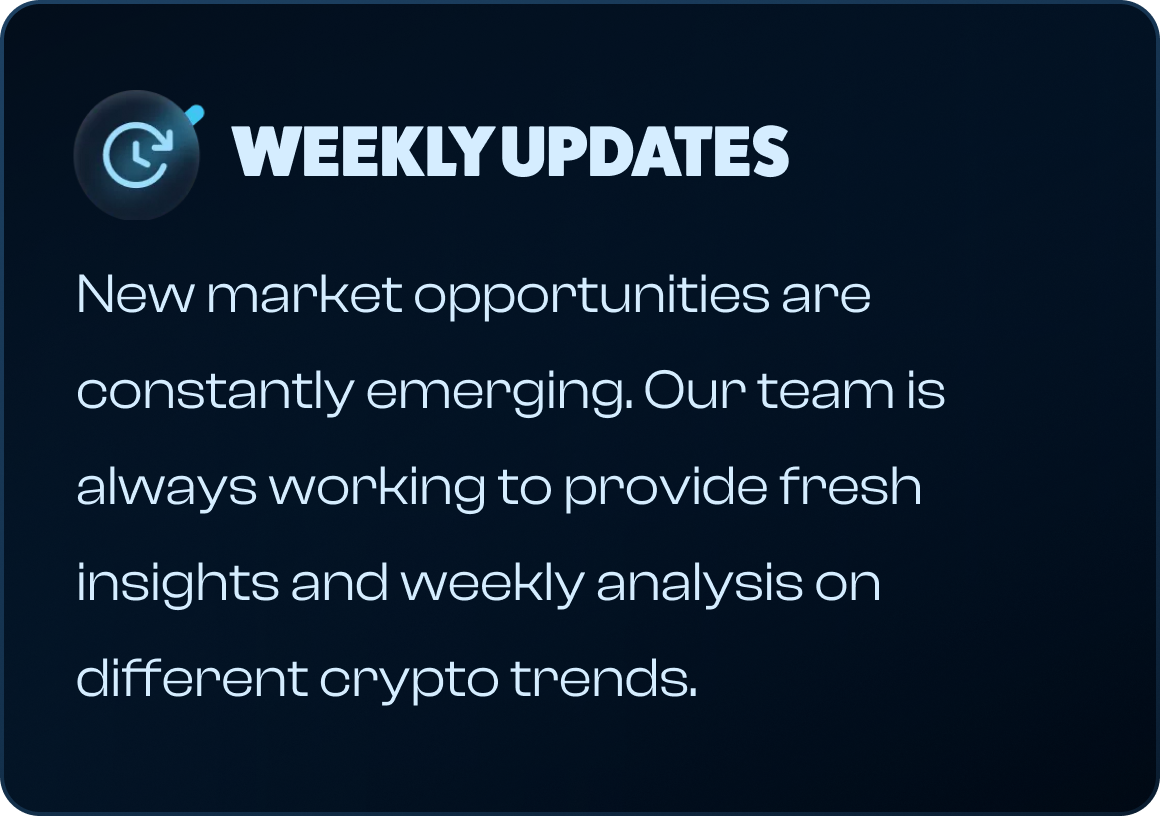 WEEKLY UPDATES
New market opportunities are
constantly emerging. Our team is
always working to provide fresh
insights and weekly analysis on
different crypto trends.